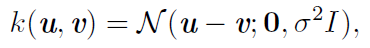 k(u, v) = 𝒩(u − v; 0, σ²I),